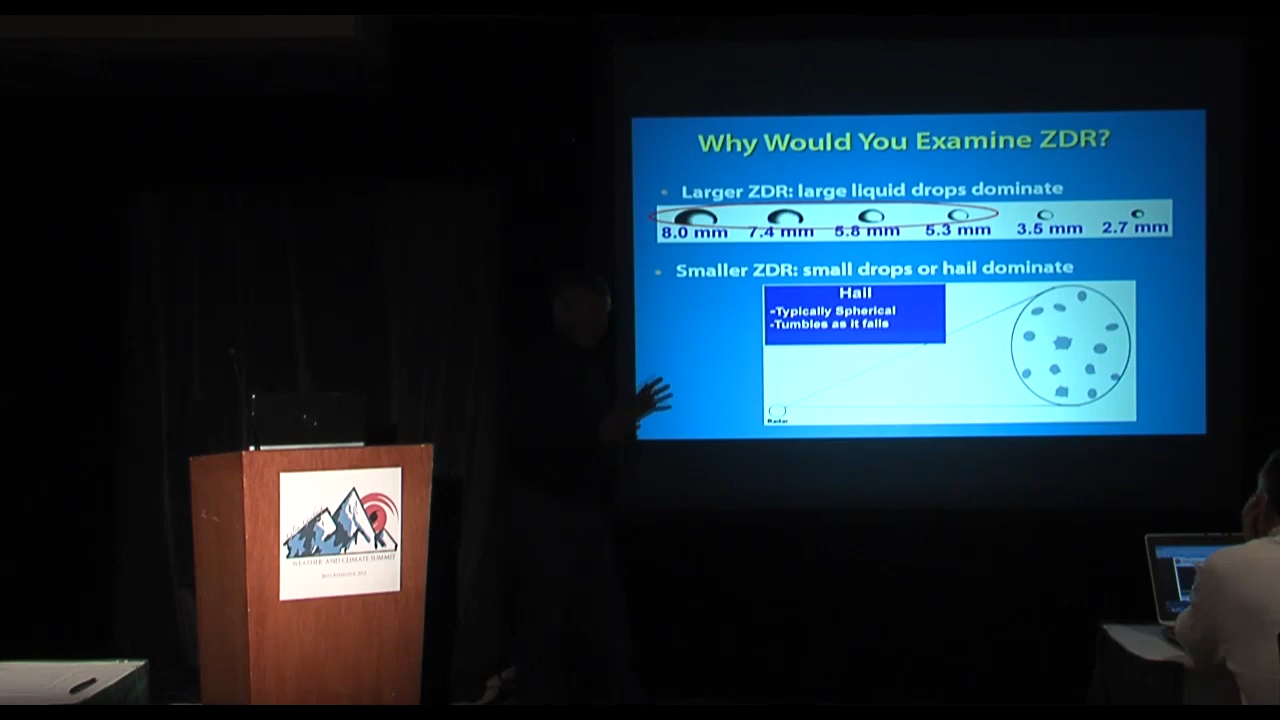 Why Would You Examine ZDR?
Larger ZDR: large liquid drops dominate
8.0 mm 7.4 mm 5.8 mm 5.3 mm 3.5 mm 2.7 mm
Smaller ZDR: small drops or hail dominate
Hail
-Typically Spherical
-Tumbles as it falls
Radar
WEATHER AND CLIMATE SUMMIT